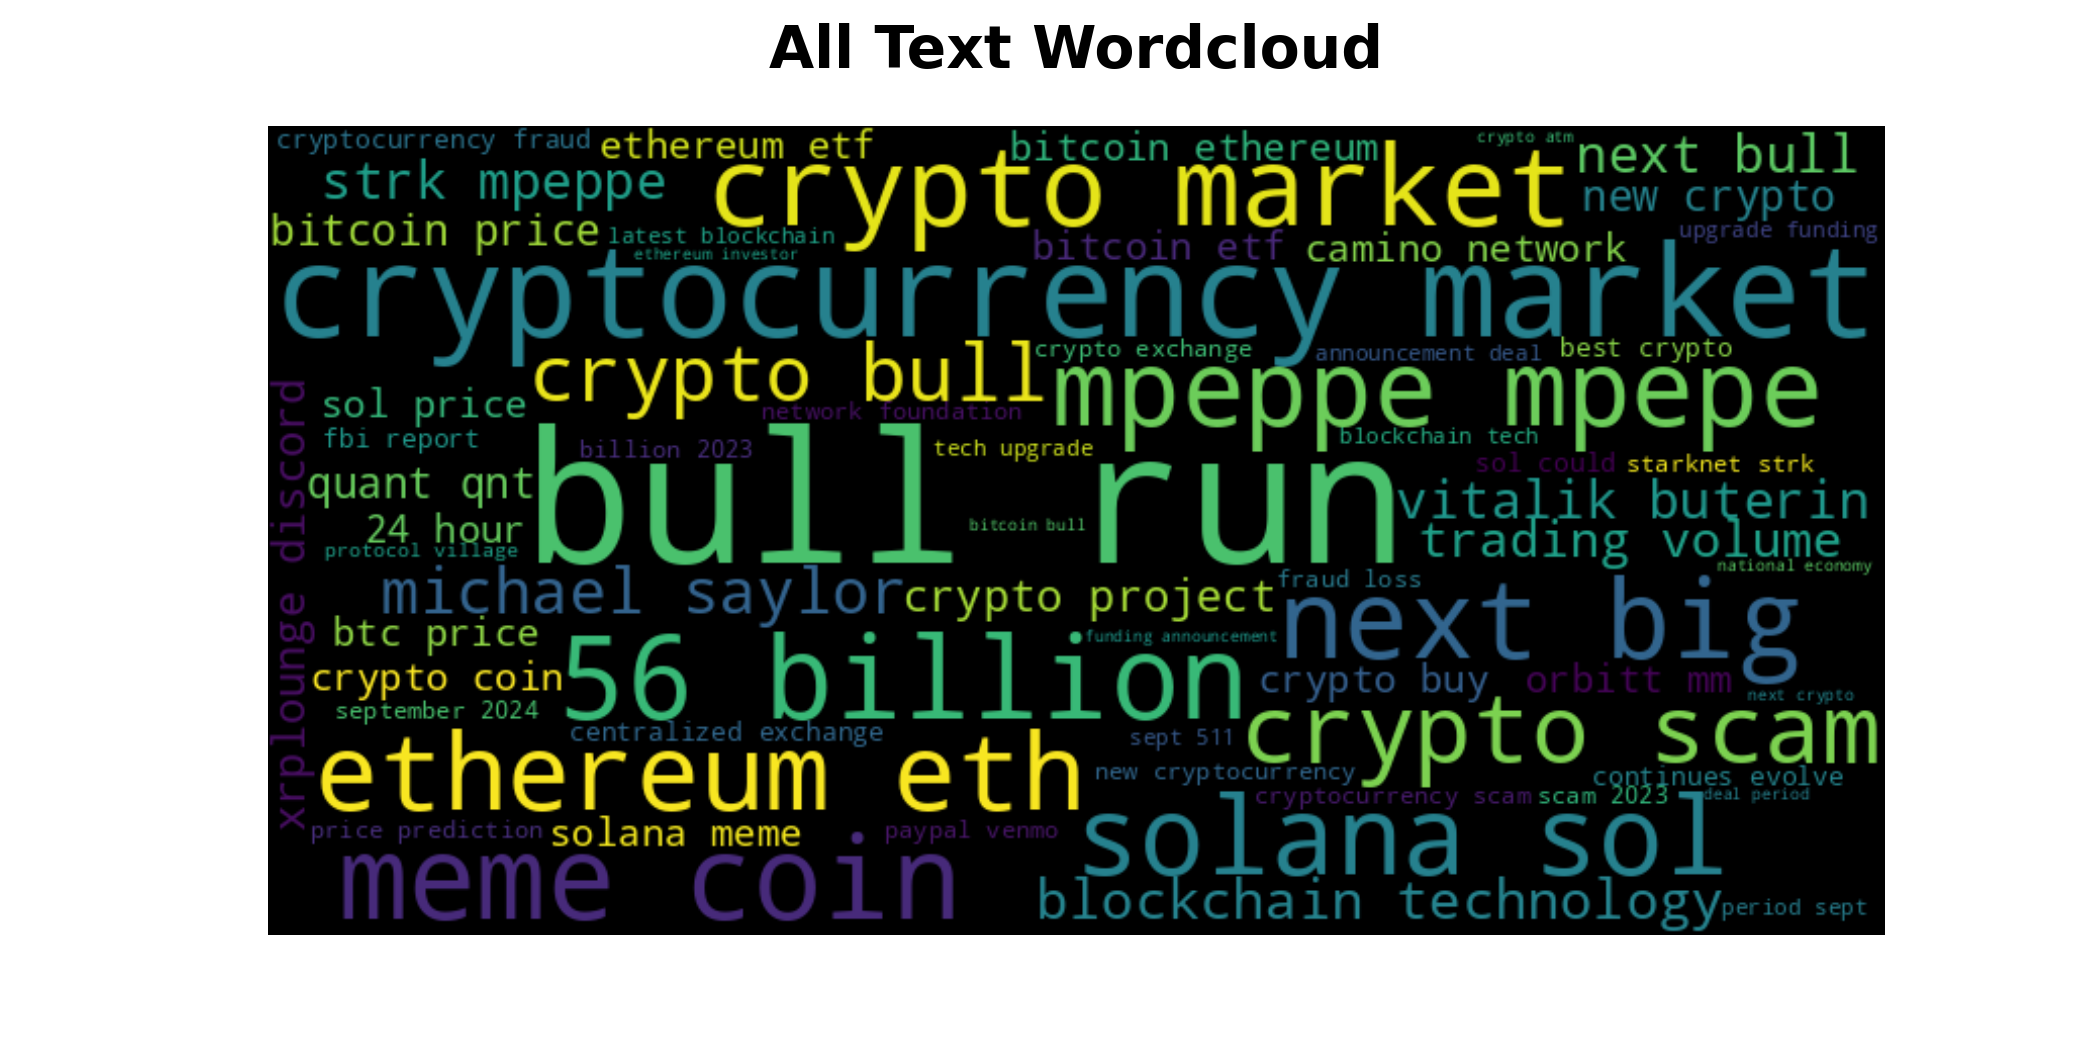 All Text Wordcloud
cryptocurrency fraud
ethereum etf
bitcoin ethereum
crypto atm
next bull
strk mpeppe
crypto market
new crypto
bitcoin price
latest blockchain
ethereum investor
bitcoin etf
camino network
upgrade funding
cryptocurrency market
crypto bull
crypto exchange
announcement deal
best crypto
xrplounge discord
sol price
network foundation
mpeppe mpepe
fbi report
billion 2023
tech upgrade
blockchain tech
sol could
starknet strk
quant qnt
bull run
vitalik buterin
24 hour
bitcoin bull
trading volume
protocol village
national economy
michael saylor
crypto project
fraud loss
next big
btc price
56 billion
funding announcement
crypto coin
crypto buy
orbitt mm
next crypto
september 2024
centralized exchange
sept 511
crypto scam
ethereum eth
new cryptocurrency
continues evolve
cryptocurrency scam
scam 2023
deal period
price prediction
solana meme
paypal venmo
solana sol
meme coin
blockchain technology
period sept